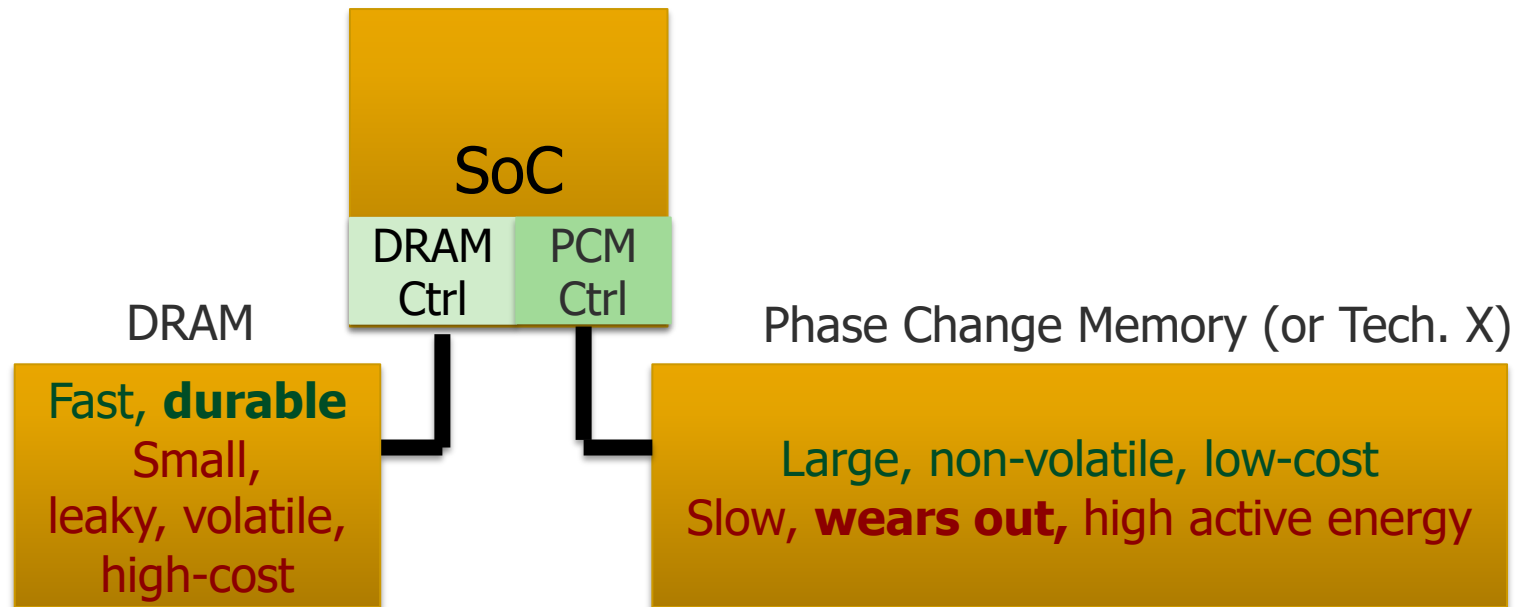 SoC
DRAM
Ctrl
PCM
Ctrl
DRAM
Fast, durable
Small,
leaky, volatile,
high-cost
Phase Change Memory (or Tech. X)
Large, non-volatile, low-cost
Slow, wears out, high active energy